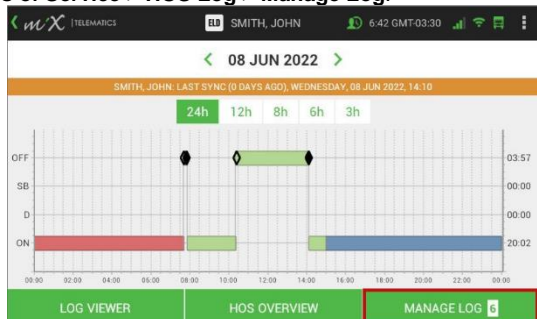 of Service > HOS Log > Manage Log.
miX | TELEMATICS ELD SMITH, JOHN 6:42 GMT-03:30
08 JUN 2022
SMITH, JOHN: LAST SYNC (0 DAYS AGO), WEDNESDAY, 08 JUN 2022, 14:10
24h 12h 8h 6h 3h
OFF 03:57
SB 00:00
D 00:00
ON 20:02
00:00 02:00 04:00 06:00 08:00 10:00 12:00 14:00 16:00 18:00 20:00 22:00 00:00
LOG VIEWER HOS OVERVIEW MANAGE LOG 6